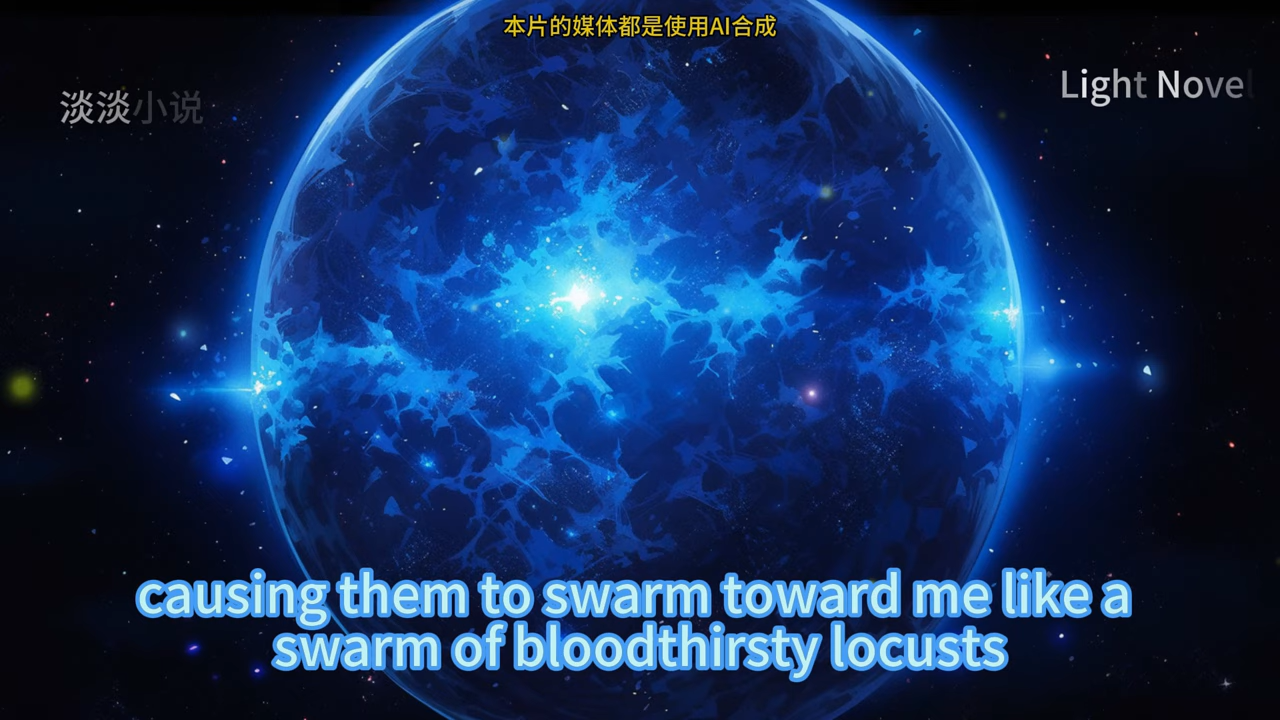 本片的媒体都是使用AI合成
淡淡小说
Light Novel
causing them to swarm toward me like a
swarm of bloodthirsty locusts